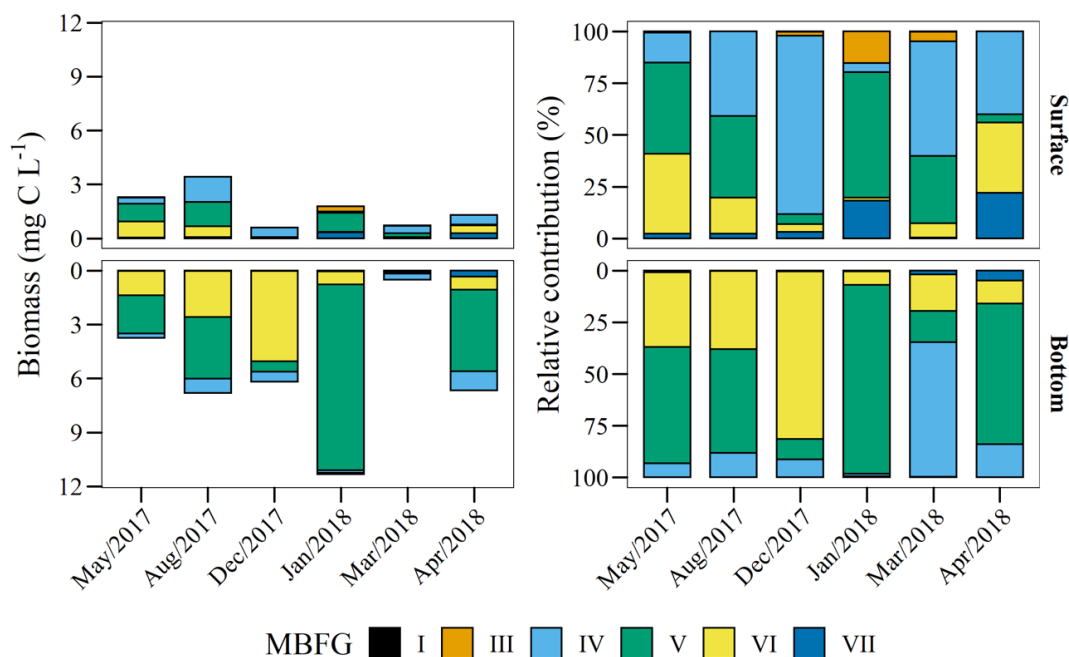 Biomass (mg C L⁻¹)
12
9
6
3
0
0
3
6
9
12
May/2017
Aug/2017
Dec/2017
Jan/2018
Mar/2018
Apr/2018
Relative contribution (%)
100
75
50
25
0
0
25
50
75
100
May/2017
Aug/2017
Dec/2017
Jan/2018
Mar/2018
Apr/2018
Surface
Bottom
MBFG I III IV V VI VII